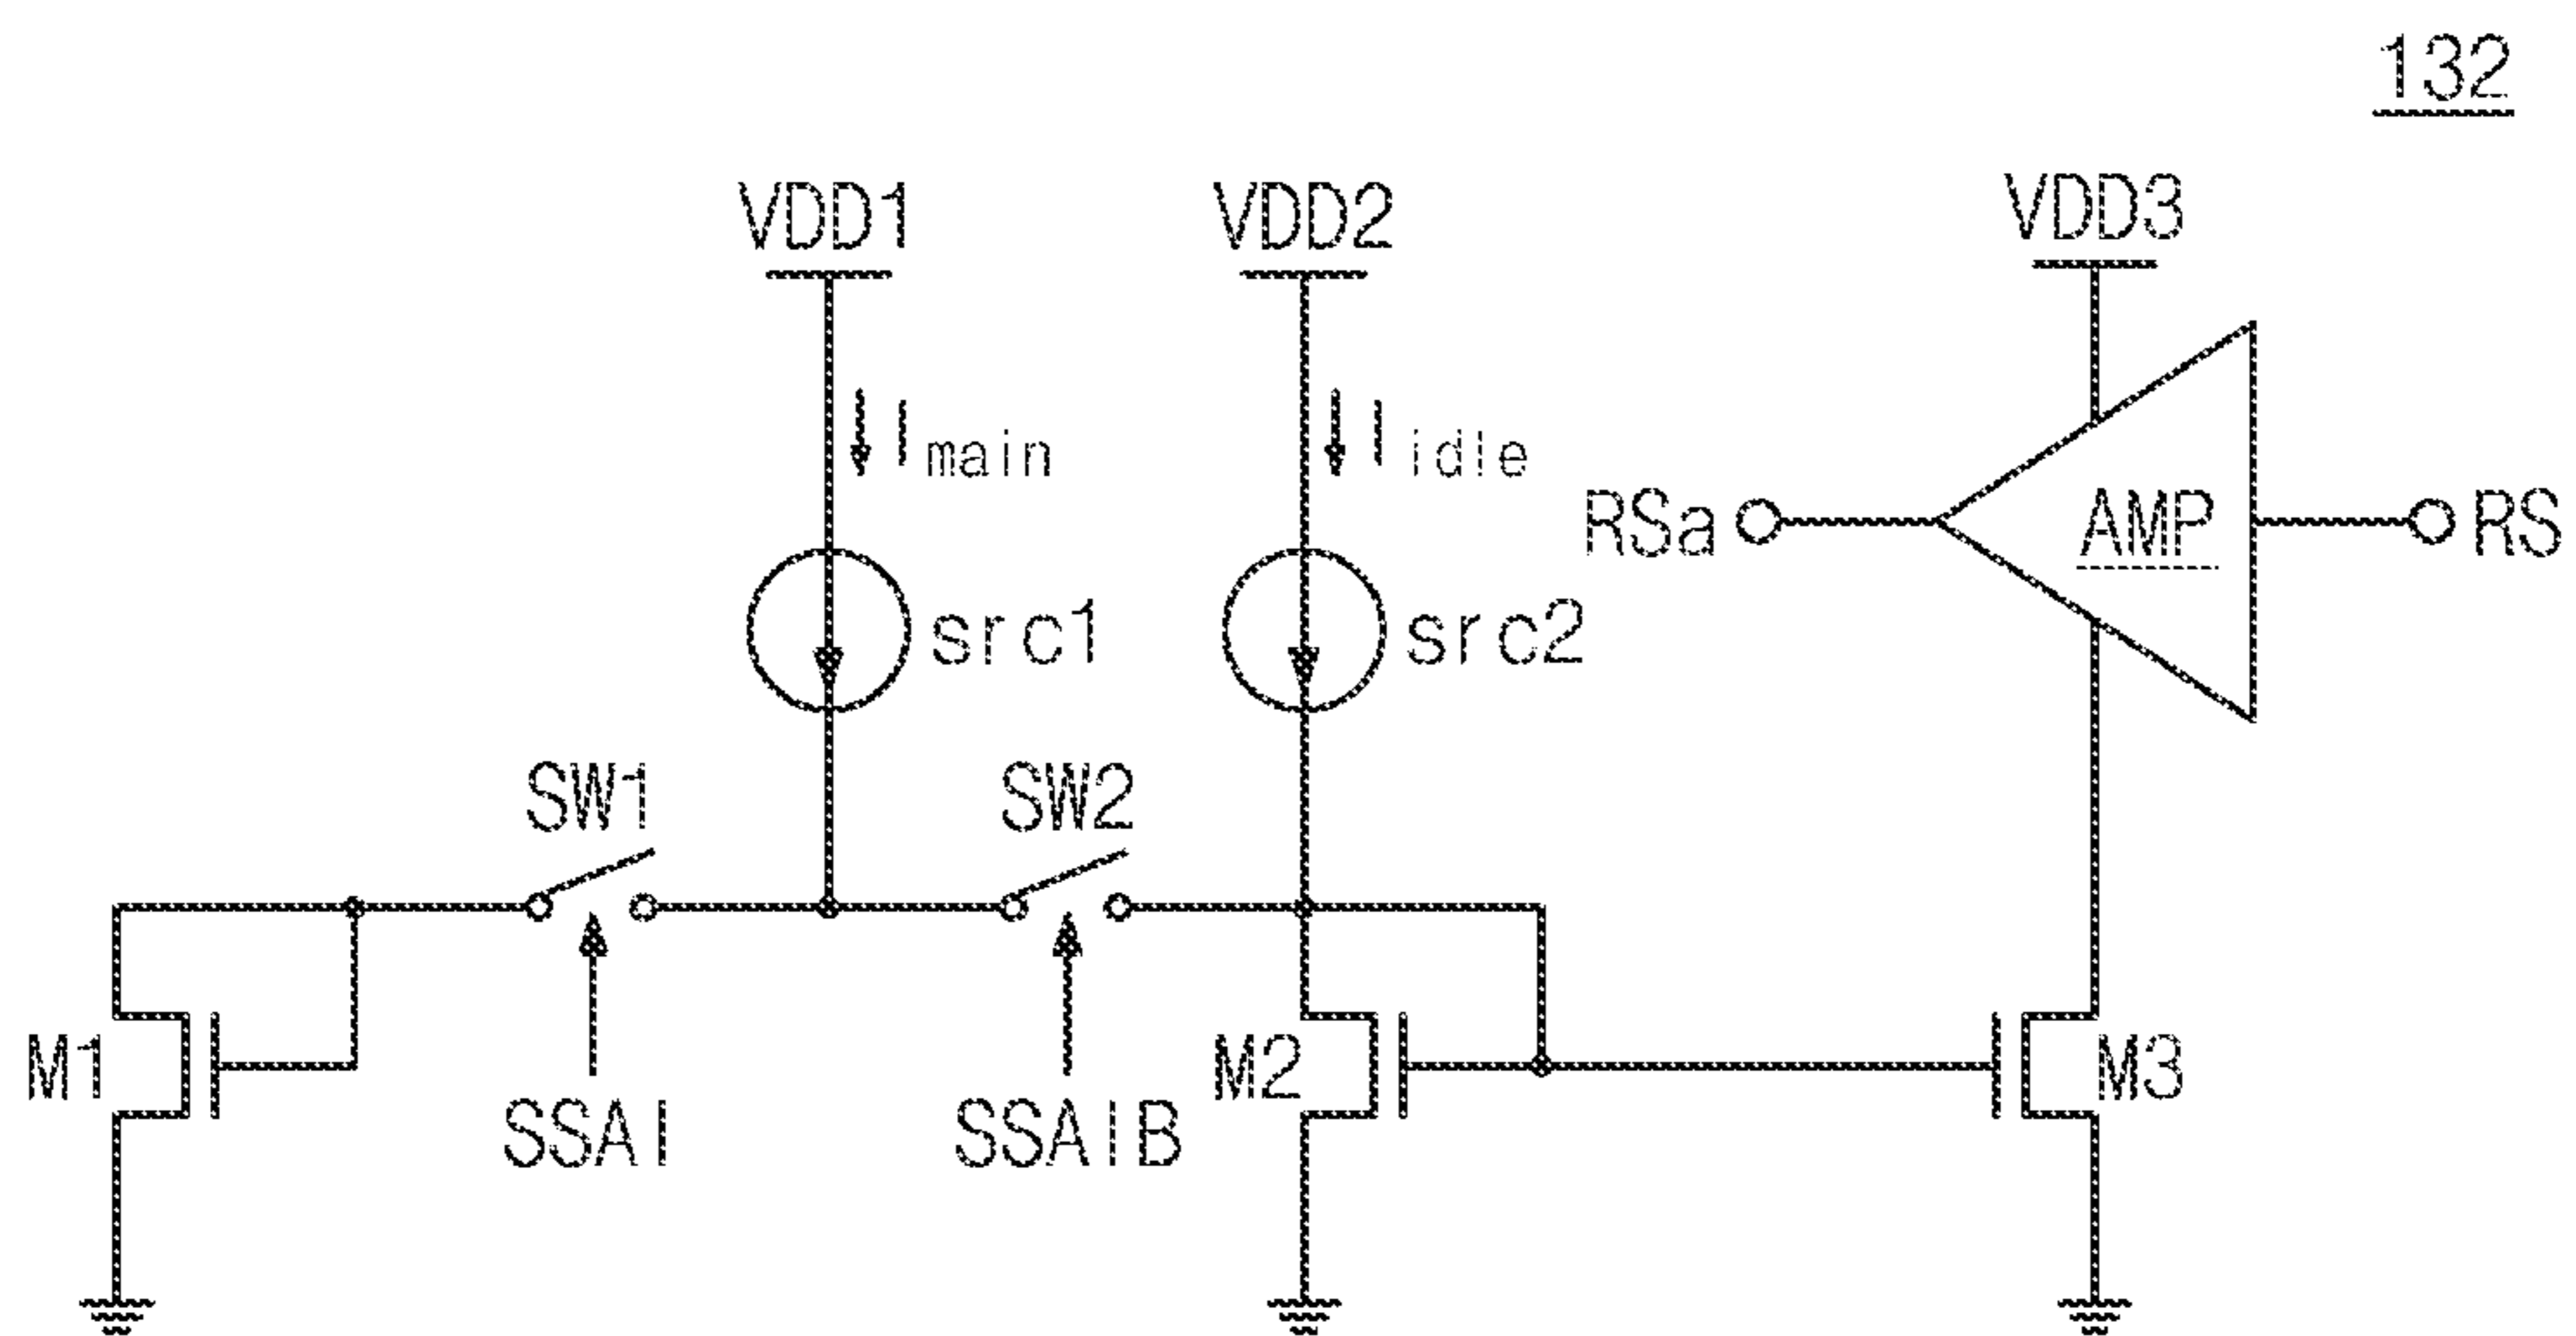 132
VDD1 VDD2 VDD3
Imain Iidle
RSa AMP RS
src1 src2
SW1 SW2
M1 M2 M3
SSAI SSAIB